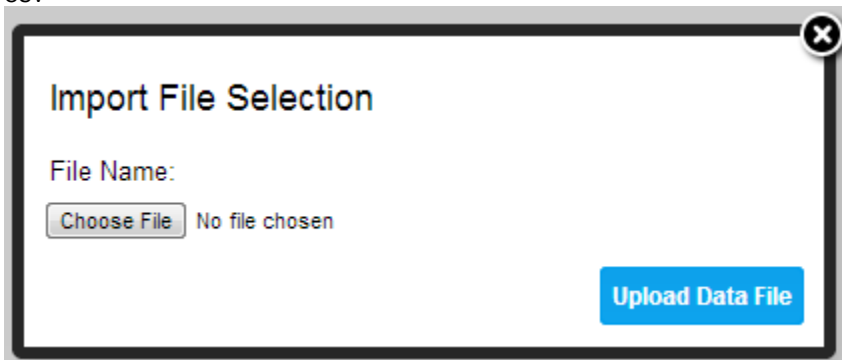 Import File Selection
File Name:
Choose File No file chosen
Upload Data File